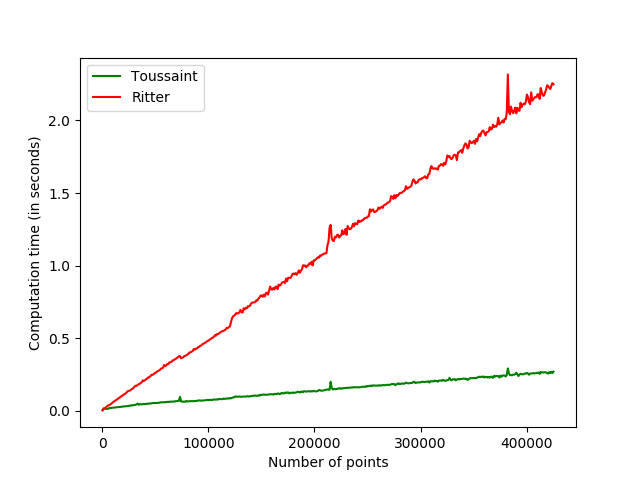 Toussaint
Ritter
Computation time (in seconds)
2.0
1.5
1.0
0.5
0.0
0 100000 200000 300000 400000
Number of points